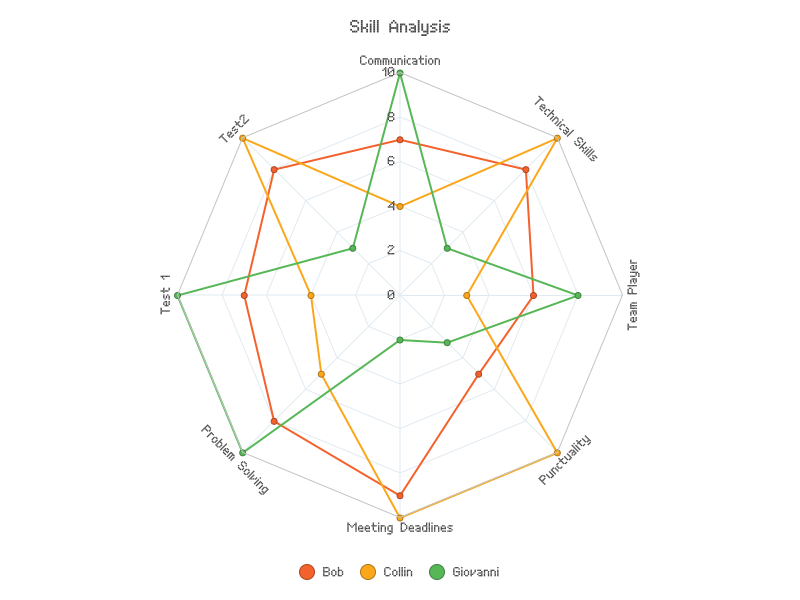 Skill Analysis
Communication
10
8
6
4
2
0
Technical Skills
Team Player
Punctuality
Meeting Deadlines
Problem Solving
Test 1
Test2
Bob
Collin
Giovanni